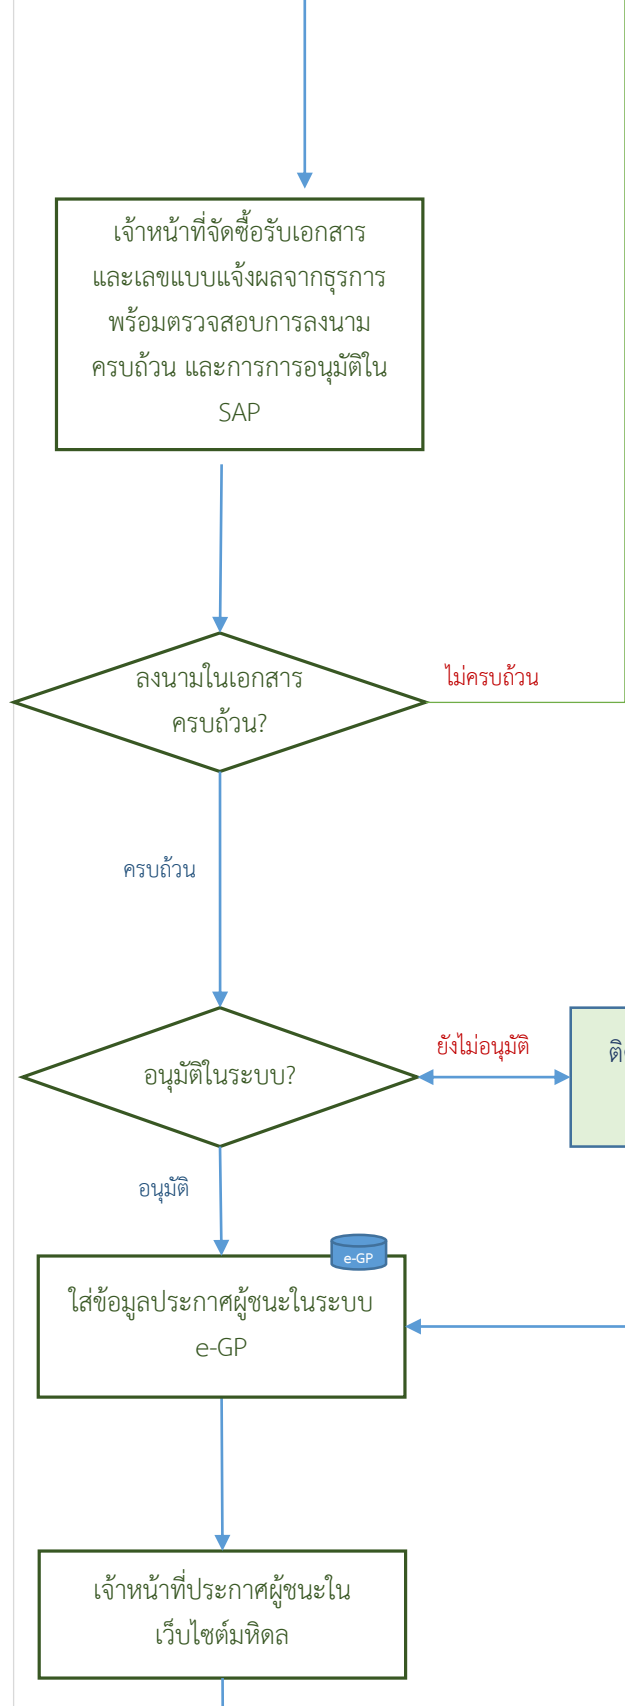 เจ้าหน้าที่จัดซื้อรับเอกสาร
และเลขแบบแจ้งผลจากธุรการ
พร้อมตรวจสอบการลงนาม
ครบถ้วน และการการอนุมัติใน
SAP
ลงนามในเอกสาร
ครบถ้วน?
ไม่ครบถ้วน
ครบถ้วน
อนุมัติในระบบ?
ยังไม่อนุมัติ
อนุมัติ
e-GP
ใส่ข้อมูลประกาศผู้ชนะในระบบ
e-GP
เจ้าหน้าที่ประกาศผู้ชนะใน
เว็บไซต์มหิดล